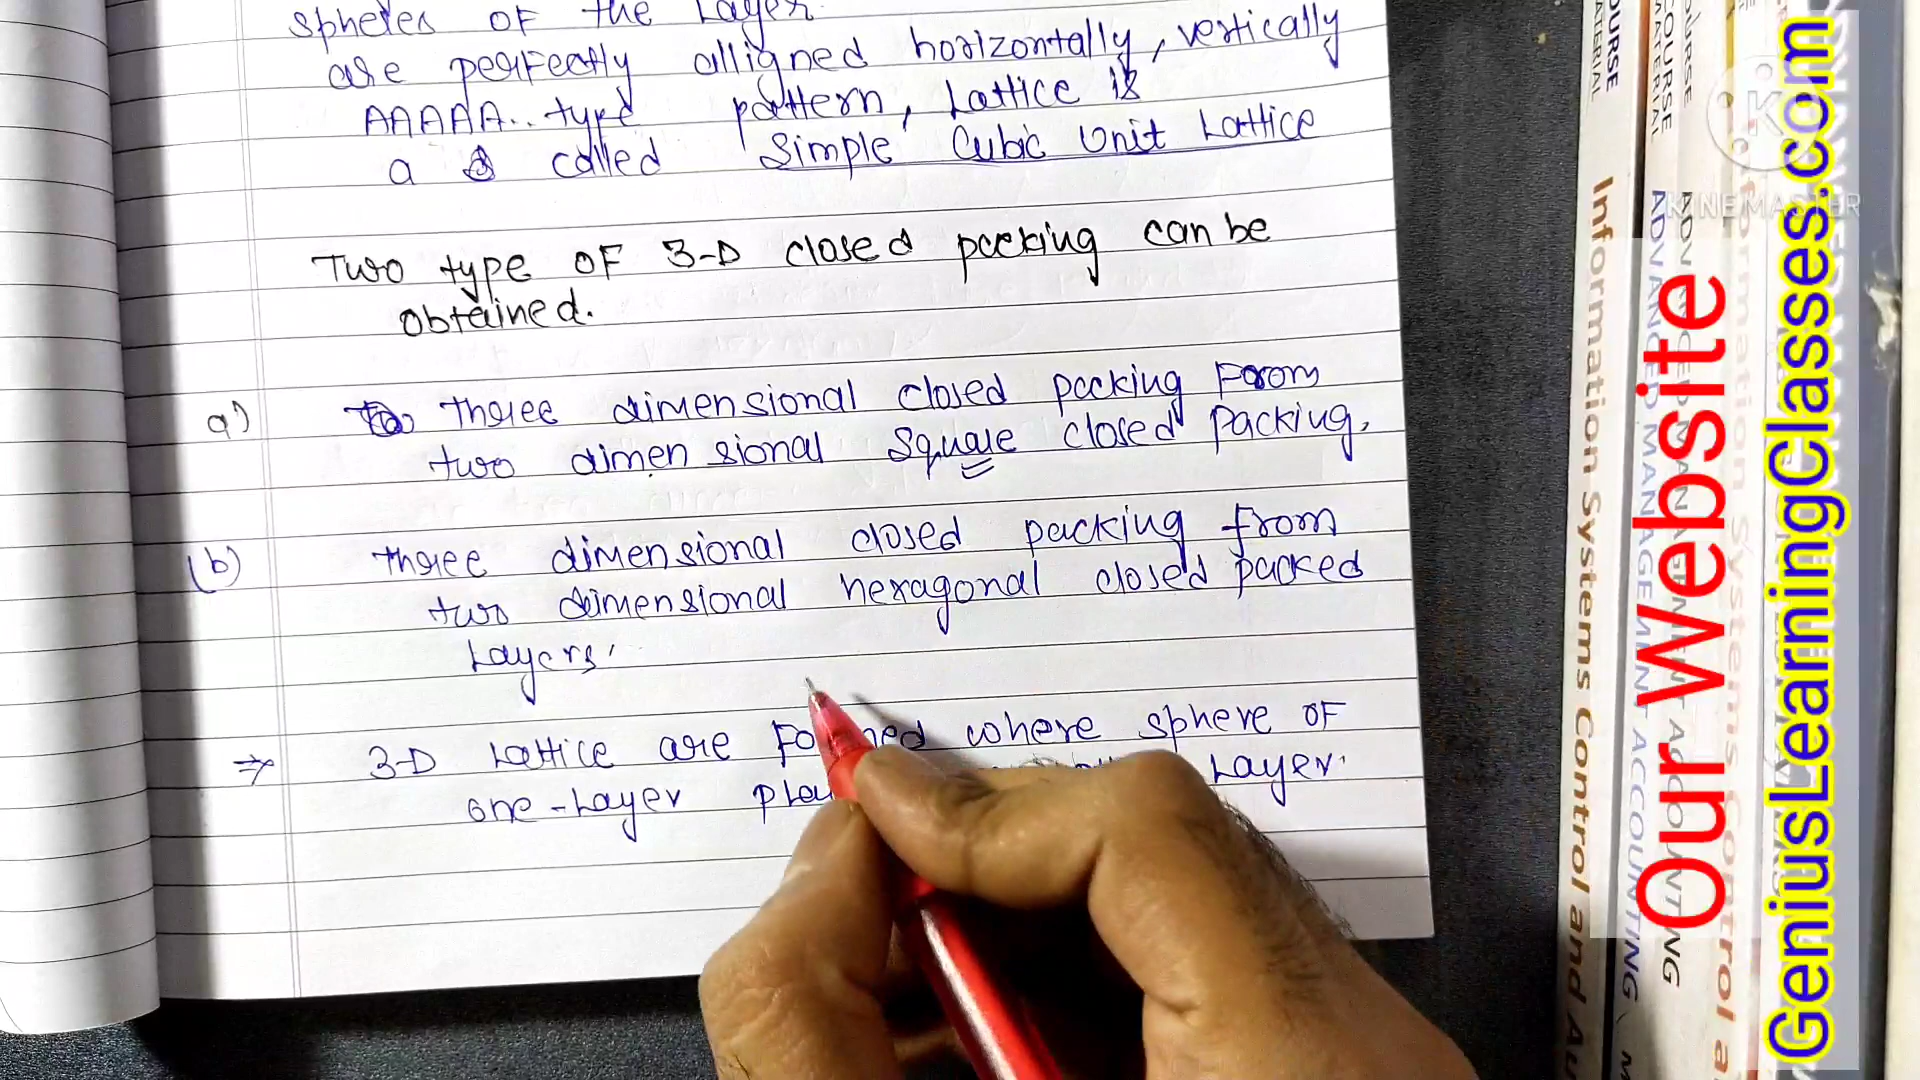 spheres OF the Layer
are perfectly alligned horizontally, vertically
AAAAA.. type pattern, Lattice is
a called Simple Cubic Unit Lattice
Two type OF 3-D closed packing can be
obtained.
a) Three dimensional closed packing From
two dimensional square closed packing.
(b) Three dimensional closed packing from
two dimensional hexagonal closed packed
Layers.
⇒ 3-D Lattice are where sphere OF
one-Layer Layer.
Our Website
GeniusLearningClasses.com
KINEMASTER
COURSE
MATERIAL
ADVANCED MANAGEMENT ACCOUNTING
Information Systems Control and